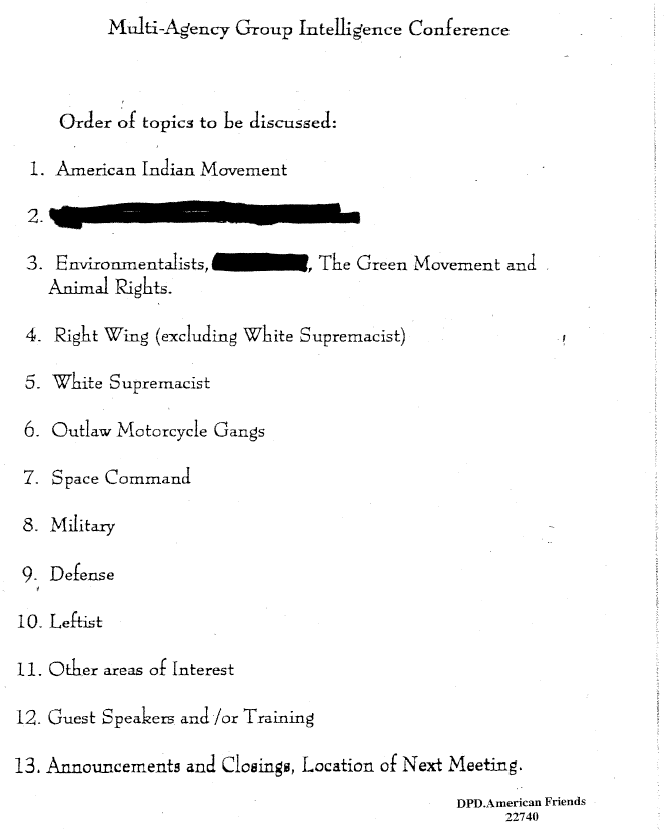 Multi-Agency Group Intelligence Conference
Order of topics to be discussed:
1. American Indian Movement
2.
3. Environmentalists, , The Green Movement and
Animal Rights.
4. Right Wing (excluding White Supremacist)
5. White Supremacist
6. Outlaw Motorcycle Gangs
7. Space Command
8. Military
9. Defense
10. Leftist
11. Other areas of Interest
12. Guest Speakers and /or Training
13. Announcements and Closings, Location of Next Meeting.
DPD.American Friends
22740